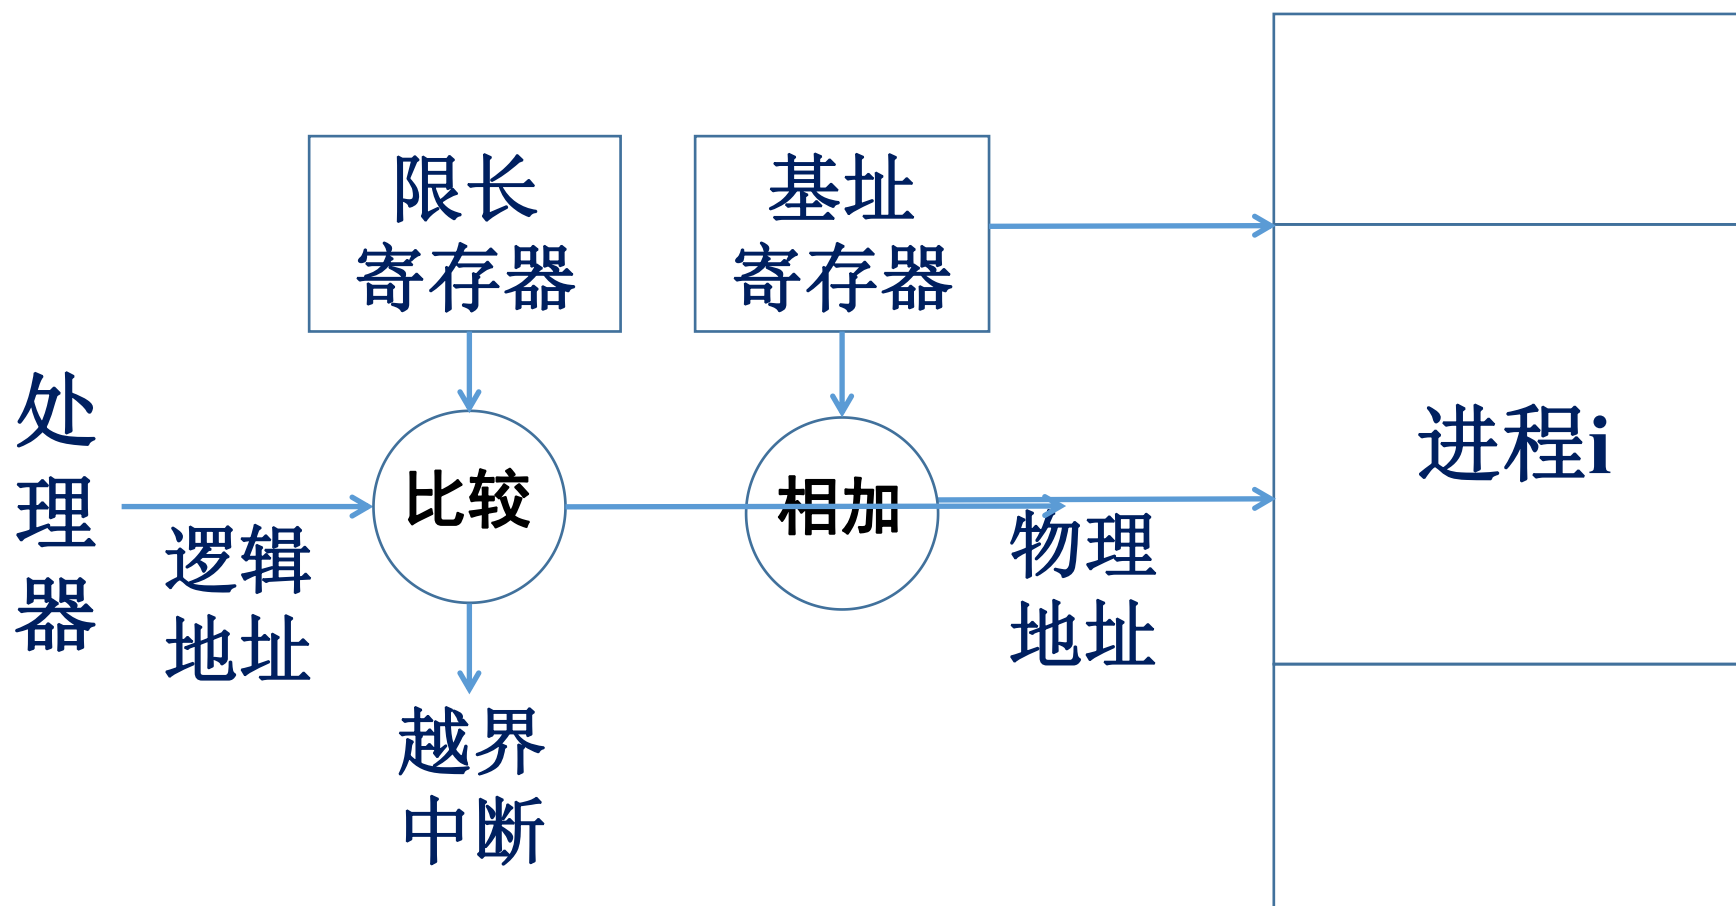 限长
寄存器
基址
寄存器
处
理
器
逻辑
地址
比较
相加
物理
地址
进程i
越界
中断